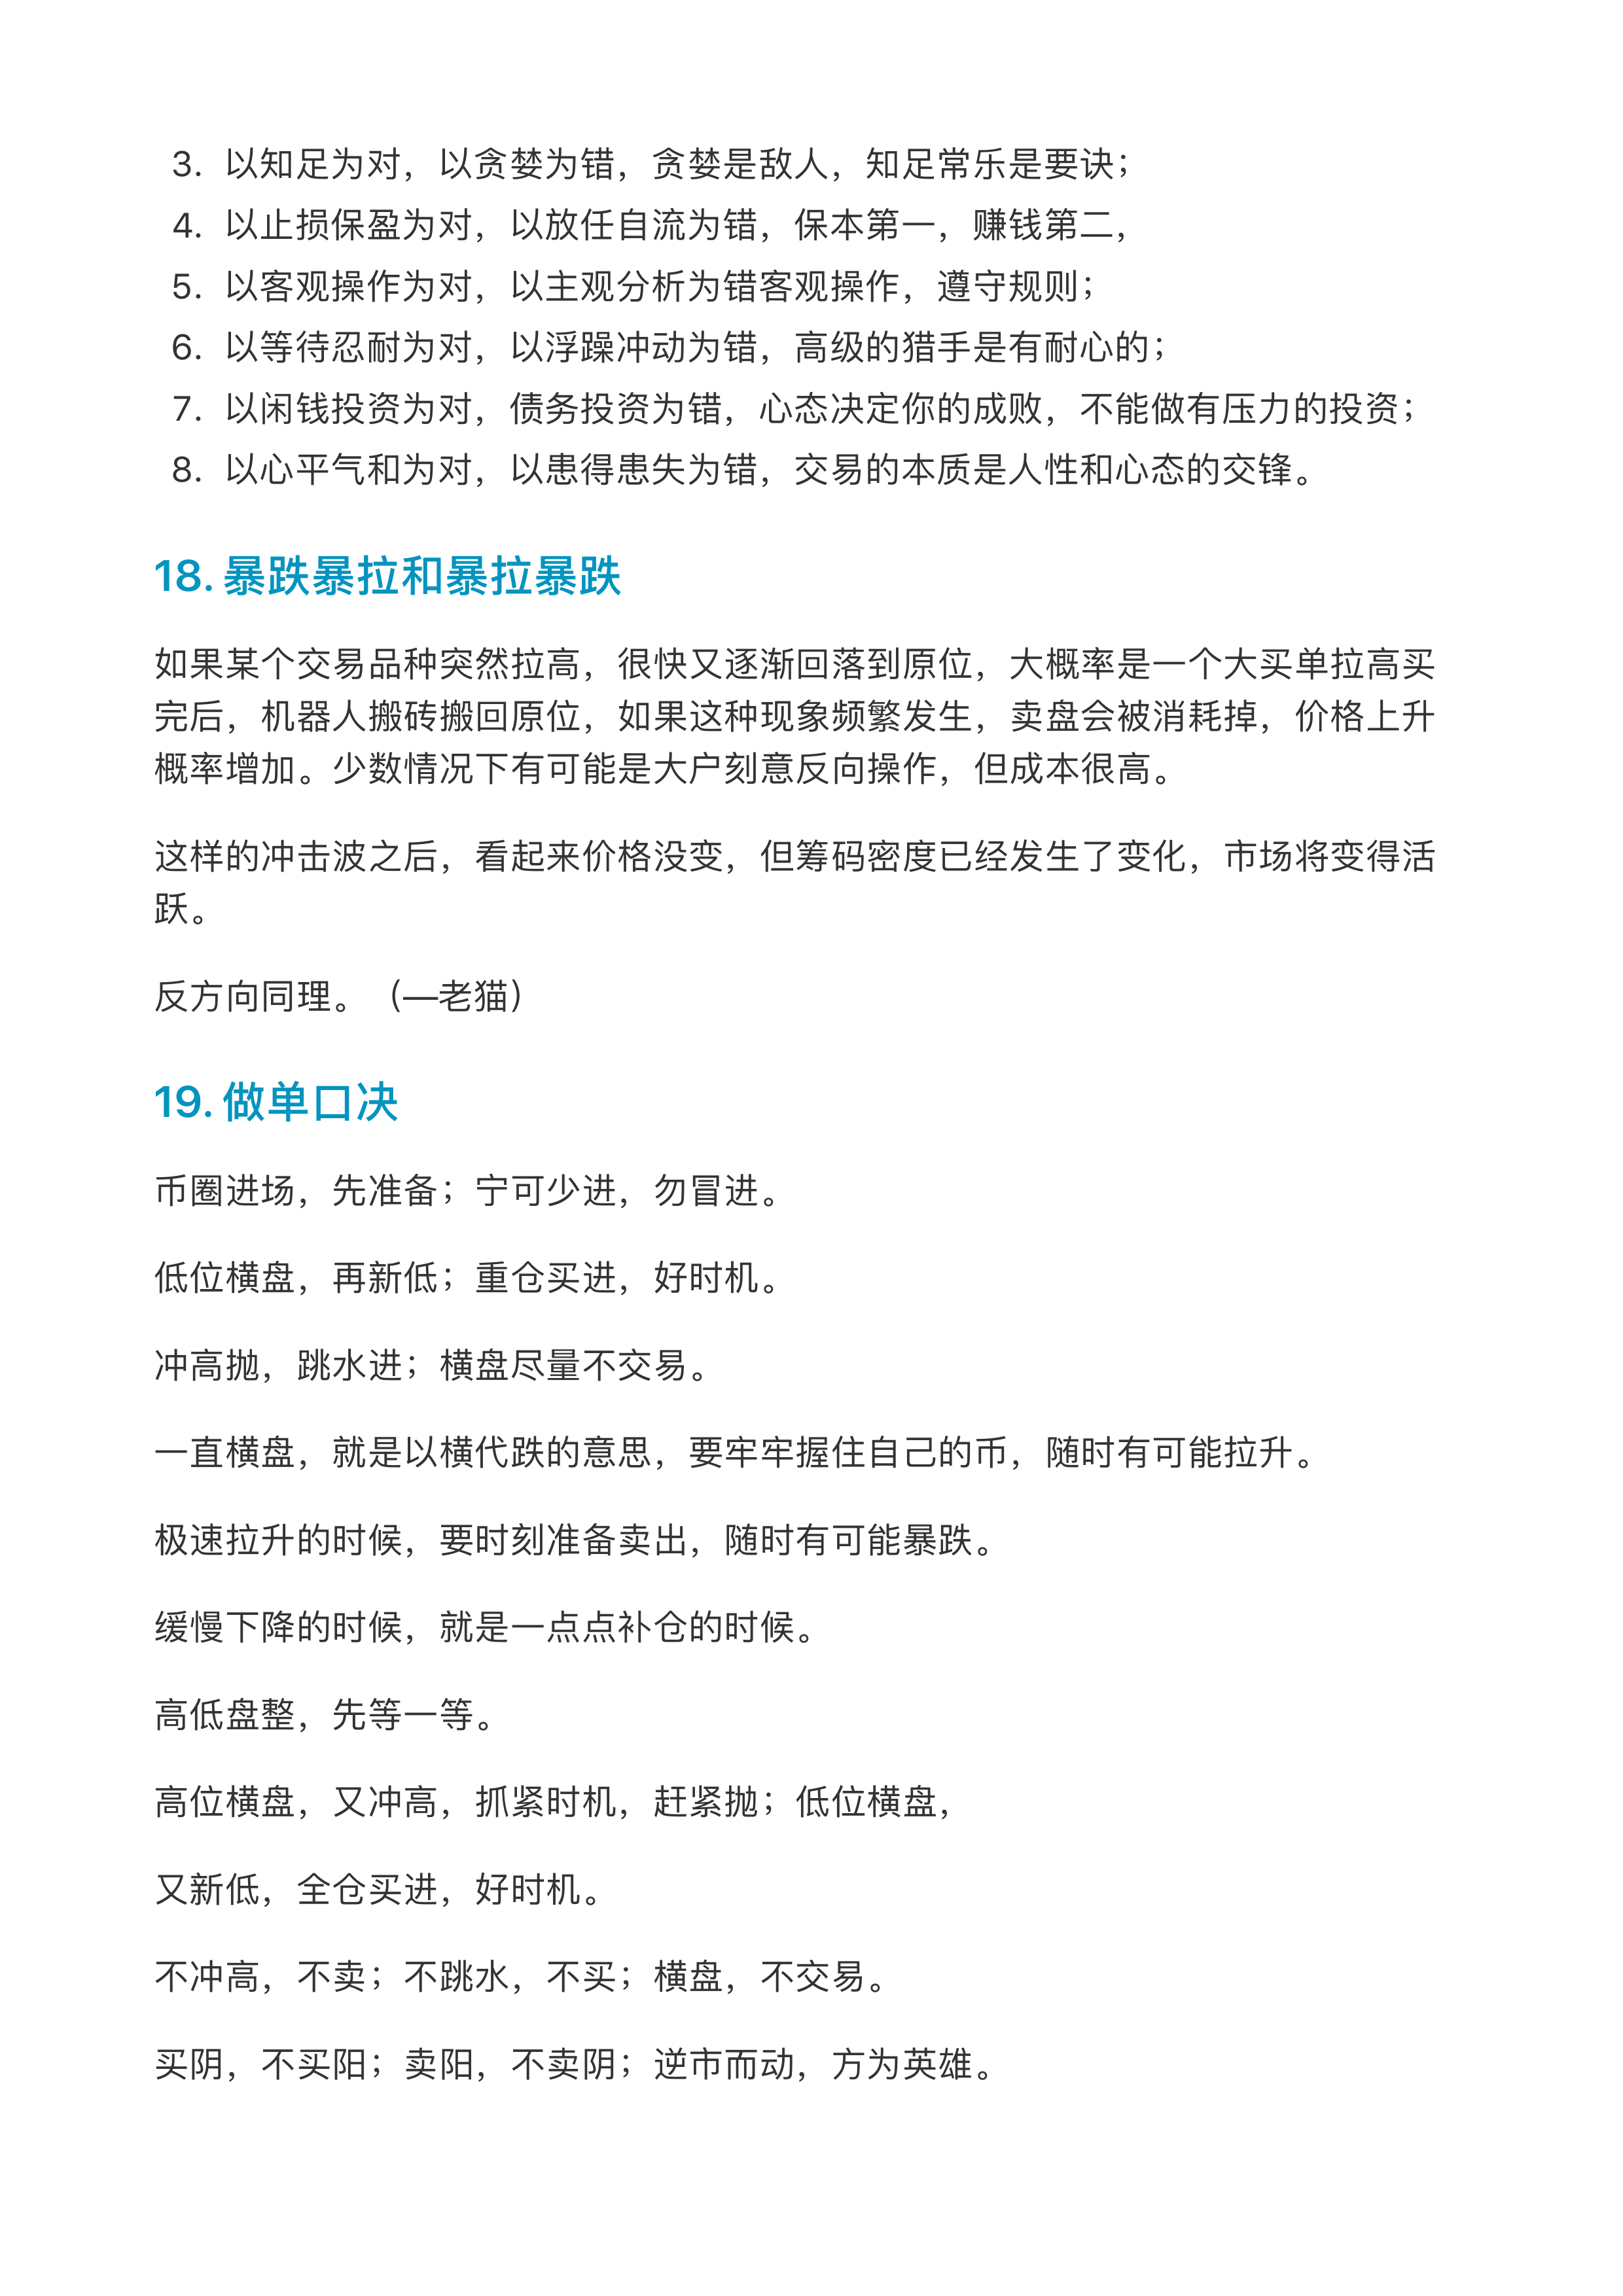 3. 以知足为对，以贪婪为错，贪婪是敌人，知足常乐是要诀；
4. 以止损保盈为对，以放任自流为错，保本第一，赚钱第二，
5. 以客观操作为对，以主观分析为错客观操作，遵守规则；
6. 以等待忍耐为对，以浮躁冲动为错，高级的猎手是有耐心的；
7. 以闲钱投资为对，债务投资为错，心态决定你的成败，不能做有压力的投资；
8. 以心平气和为对，以患得患失为错，交易的本质是人性和心态的交锋。
18. 暴跌暴拉和暴拉暴跌
如果某个交易品种突然拉高，很快又逐渐回落到原位，大概率是一个大买单拉高买
完后，机器人搬砖搬回原位，如果这种现象频繁发生，卖盘会被消耗掉，价格上升
概率增加。少数情况下有可能是大户刻意反向操作，但成本很高。
这样的冲击波之后，看起来价格没变，但筹码密度已经发生了变化，市场将变得活
跃。
反方向同理。（—老猫）
19. 做单口决
币圈进场，先准备；宁可少进，勿冒进。
低位横盘，再新低；重仓买进，好时机。
冲高抛，跳水进；横盘尽量不交易。
一直横盘，就是以横代跌的意思，要牢牢握住自己的币，随时有可能拉升。
极速拉升的时候，要时刻准备卖出，随时有可能暴跌。
缓慢下降的时候，就是一点点补仓的时候。
高低盘整，先等一等。
高位横盘，又冲高，抓紧时机，赶紧抛；低位横盘，
又新低，全仓买进，好时机。
不冲高，不卖；不跳水，不买；横盘，不交易。
买阴，不买阳；卖阳，不卖阴；逆市而动，方为英雄。